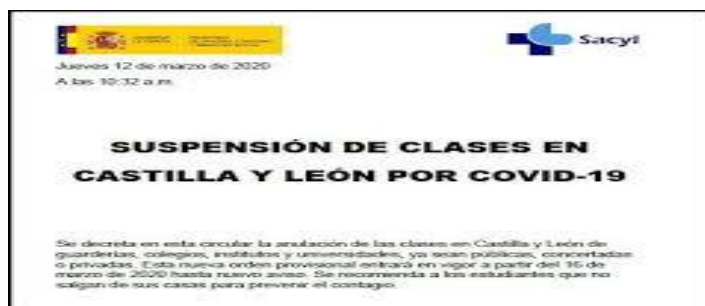 Sacyl
Jueves 12 de marzo de 2020
A las 10:32 a.m.
SUSPENSIÓN DE CLASES EN
CASTILLA Y LEÓN POR COVID-19
Se decreta en esta circular la anulación de las clases en Castilla y León de
guarderías, colegios, institutos y universidades, ya sean públicas, concertadas
o privadas. Esta nueva orden provisional entrará en vigor a partir del 16 de
marzo de 2020 hasta nuevo aviso. Se recomienda a los estudiantes que no
salgan de sus casas para prevenir el contagio.